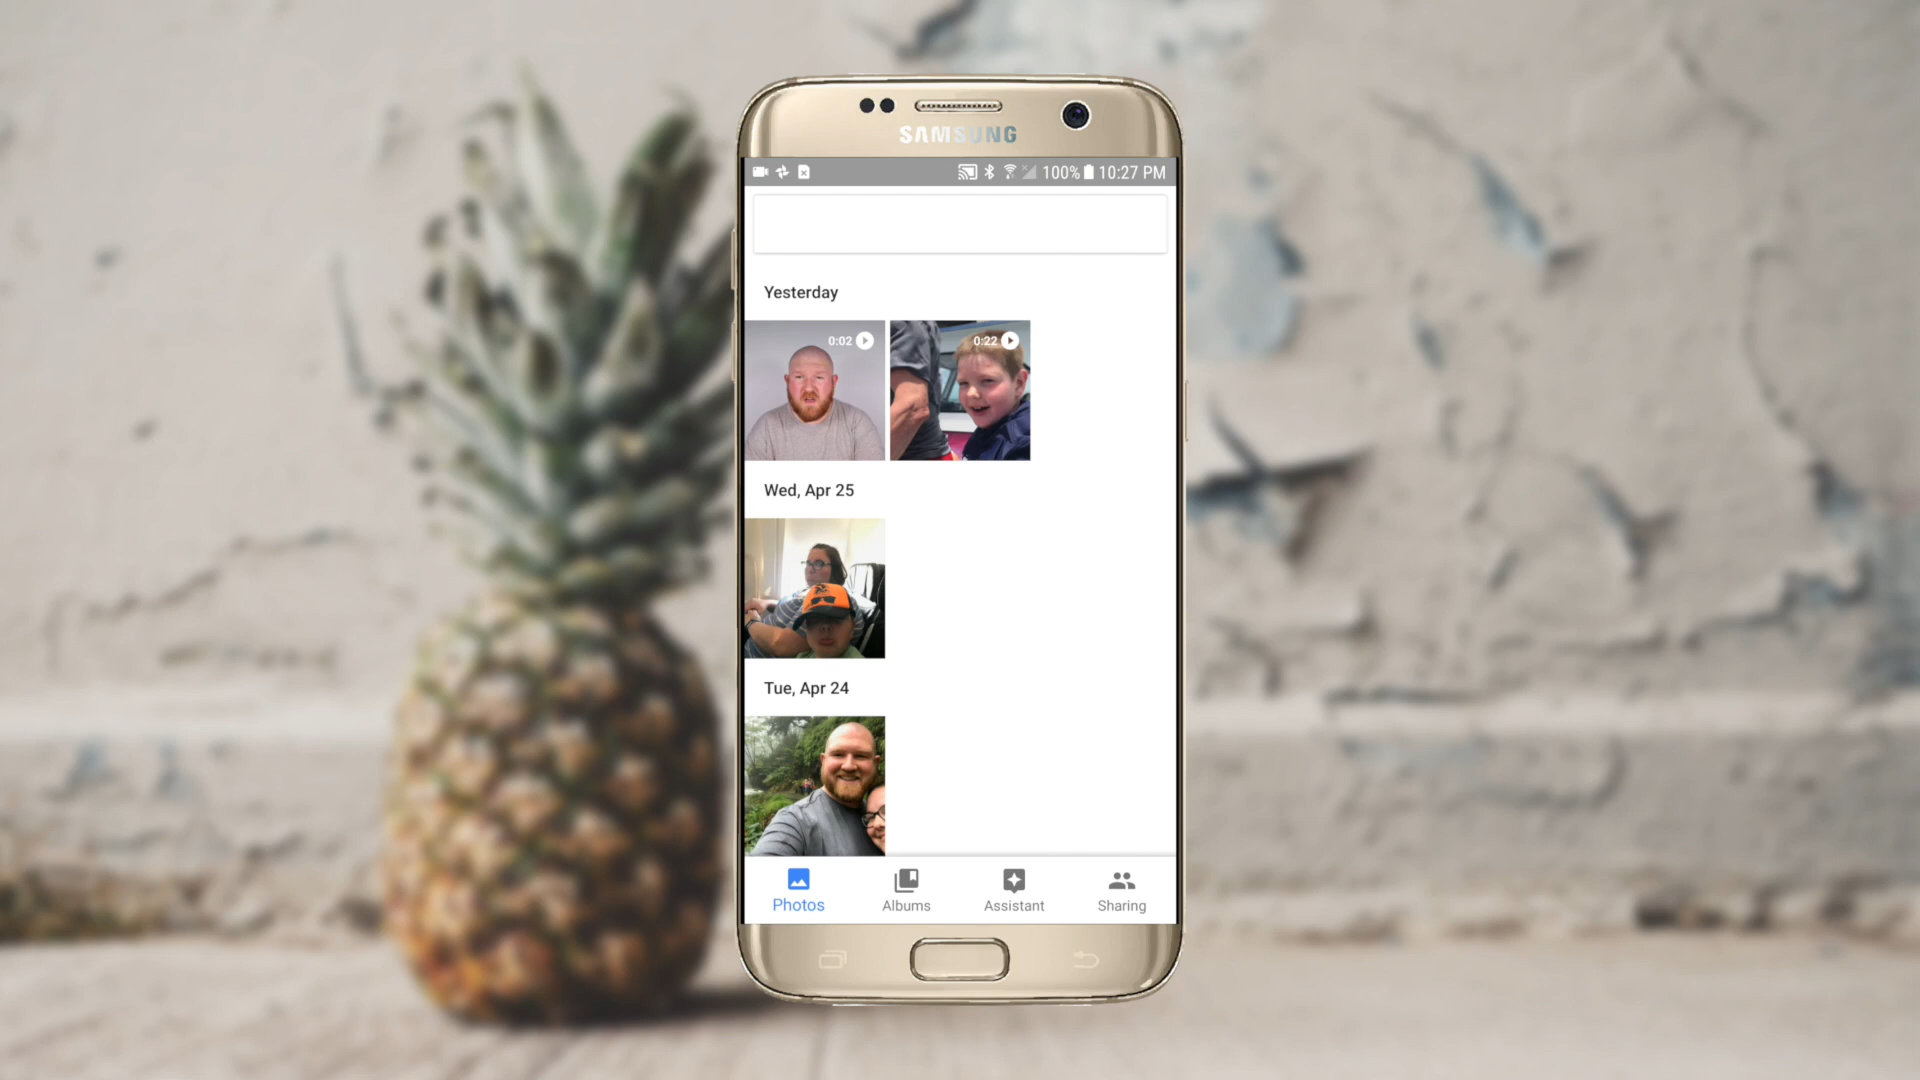 SAMSUNG
100% 10:27 PM
Yesterday
0:02 0:22
Wed, Apr 25
Tue, Apr 24
Photos Albums Assistant Sharing